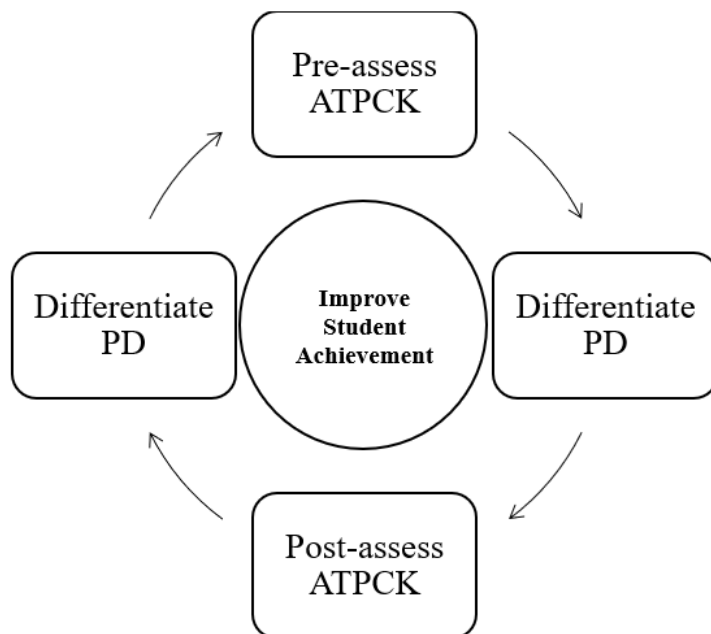 Pre-assess
ATPCK
Differentiate
PD
Improve
Student
Achievement
Differentiate
PD
Post-assess
ATPCK